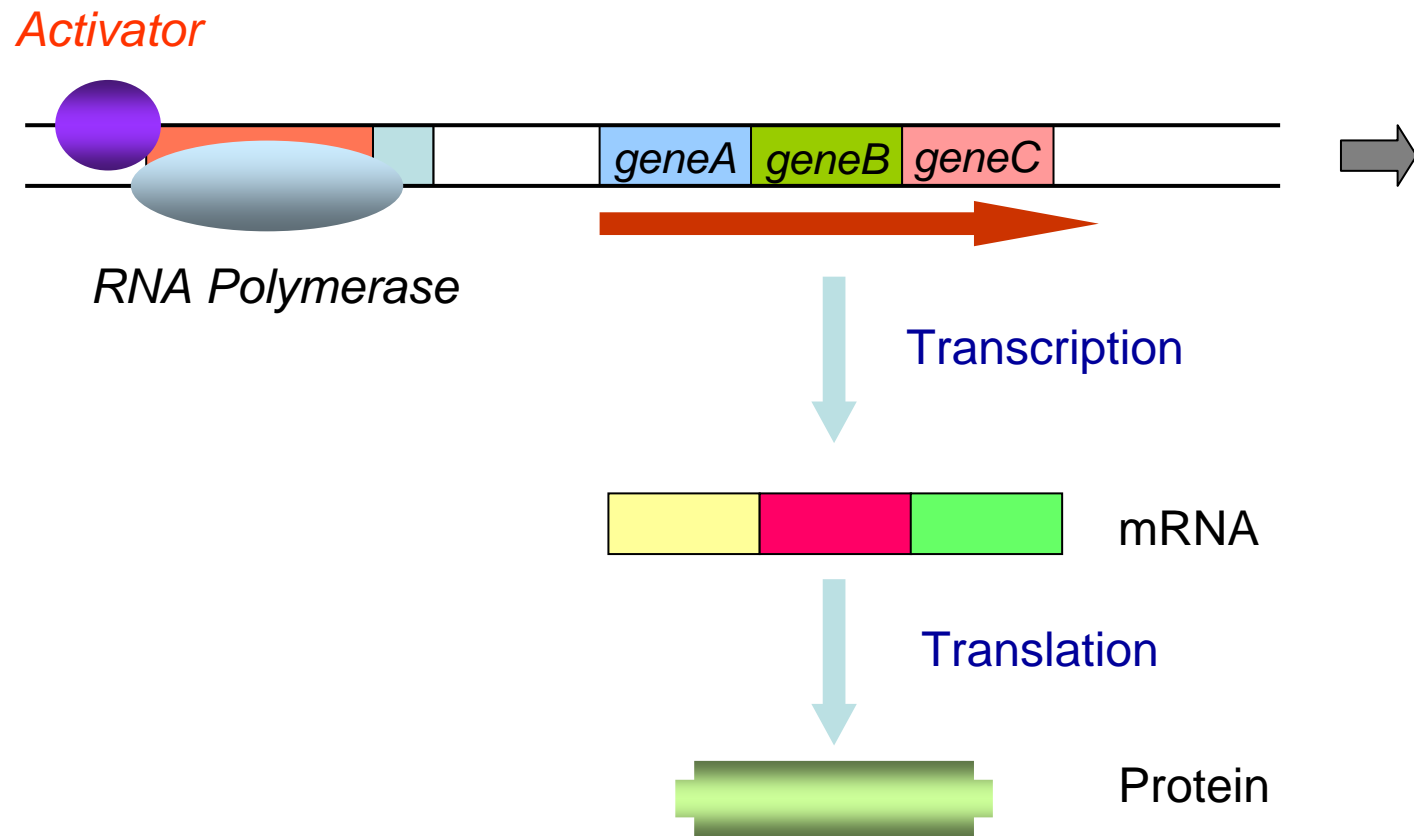 Activator
geneA geneB geneC
RNA Polymerase
Transcription
mRNA
Translation
Protein